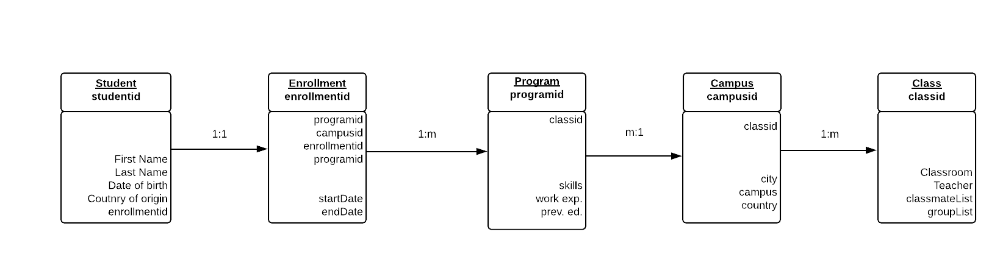 Student
studentid
First Name
Last Name
Date of birth
Coutnry of origin
enrollmentid
1:1
Enrollment
enrollmentid
programid
campusid
enrollmentid
programid
startDate
endDate
1:m
Program
programid
classid
skills
work exp.
prev. ed.
m:1
Campus
campusid
classid
city
campus
country
1:m
Class
classid
Classroom
Teacher
classmateList
groupList